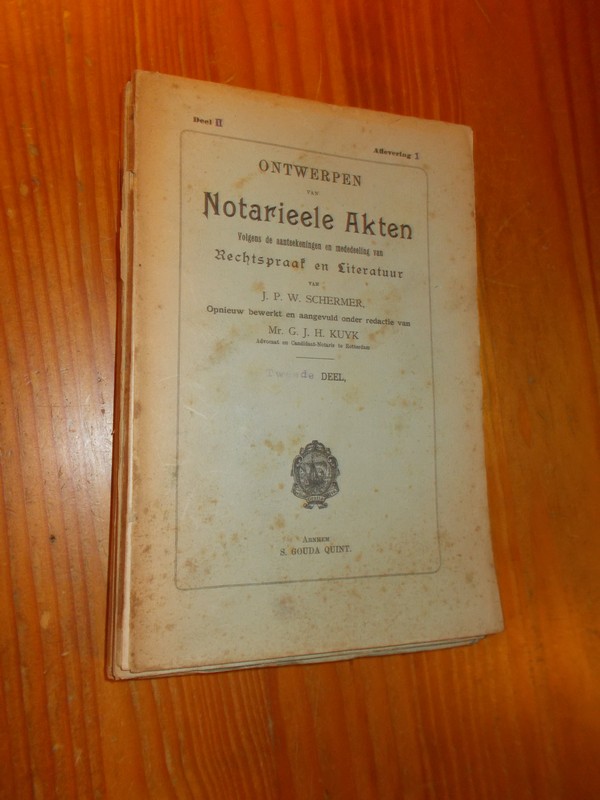 Deel II
Aflevering 1
ONTWERPEN
VAN
Notarieele Akten
Volgens de aanteekeningen en mededeeling van
Rechtspraak en Literatuur
VAN
J. P. W. SCHERMER,
Opnieuw bewerkt en aangevuld onder redactie van
Mr. G. J. H. KUYK
Advocaat en Candidaat-Notaris te Rotterdam
Tweede DEEL,
ARNHEM
S. GOUDA QUINT.